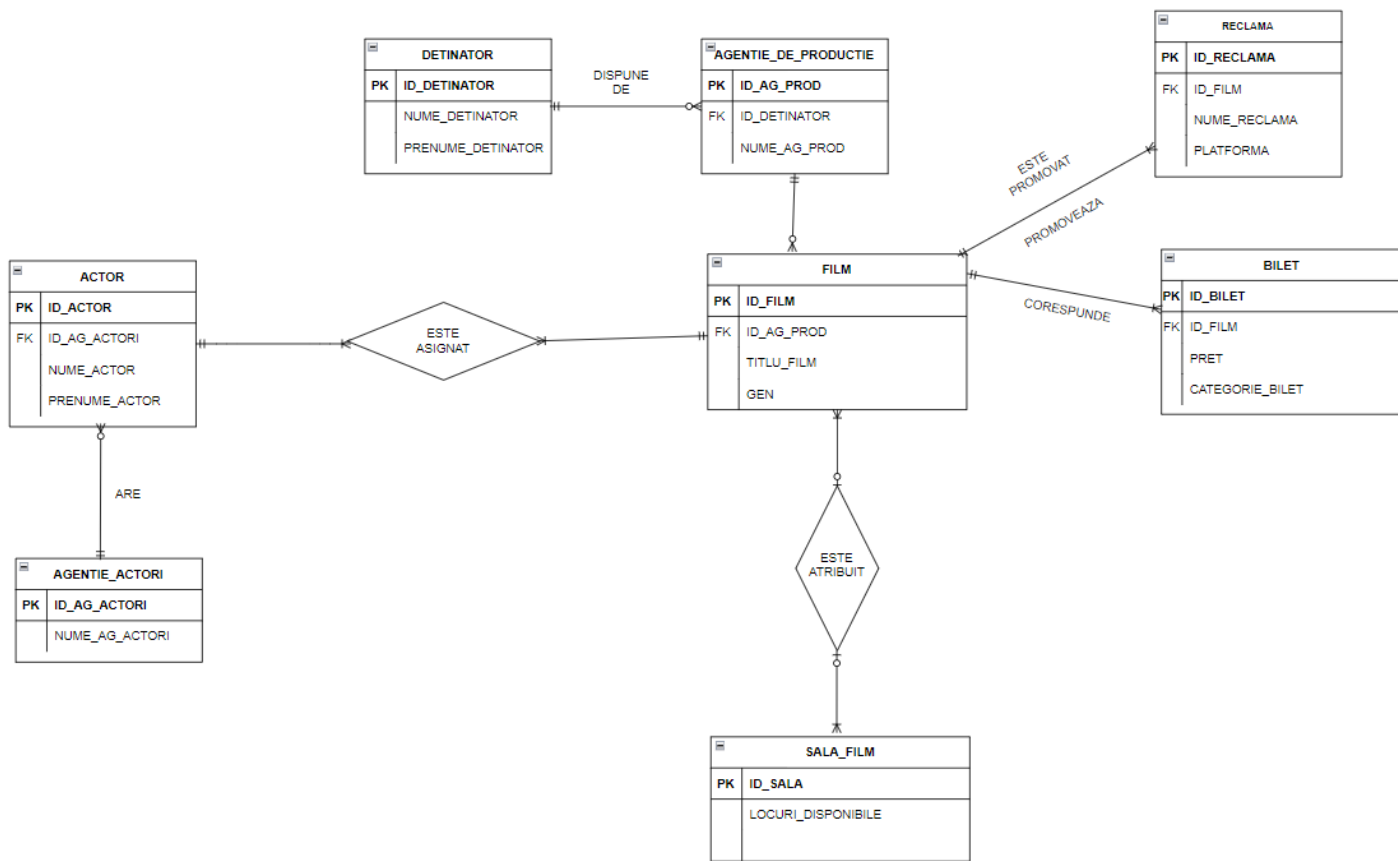 RECLAMA
PK ID_RECLAMA
FK ID_FILM
NUME_RECLAMA
PLATFORMA
DETINATOR
PK ID_DETINATOR
NUME_DETINATOR
PRENUME_DETINATOR
DISPUNE
DE
AGENTIE_DE_PRODUCTIE
PK ID_AG_PROD
FK ID_DETINATOR
NUME_AG_PROD
ESTE
PROMOVAT
PROMOVEAZA
ACTOR
PK ID_ACTOR
FK ID_AG_ACTORI
NUME_ACTOR
PRENUME_ACTOR
ESTE
ASIGNAT
FILM
PK ID_FILM
FK ID_AG_PROD
TITLU_FILM
GEN
CORESPUNDE
BILET
PK ID_BILET
FK ID_FILM
PRET
CATEGORIE_BILET
ARE
AGENTIE_ACTORI
PK ID_AG_ACTORI
NUME_AG_ACTORI
ESTE
ATRIBUIT
SALA_FILM
PK ID_SALA
LOCURI_DISPONIBILE